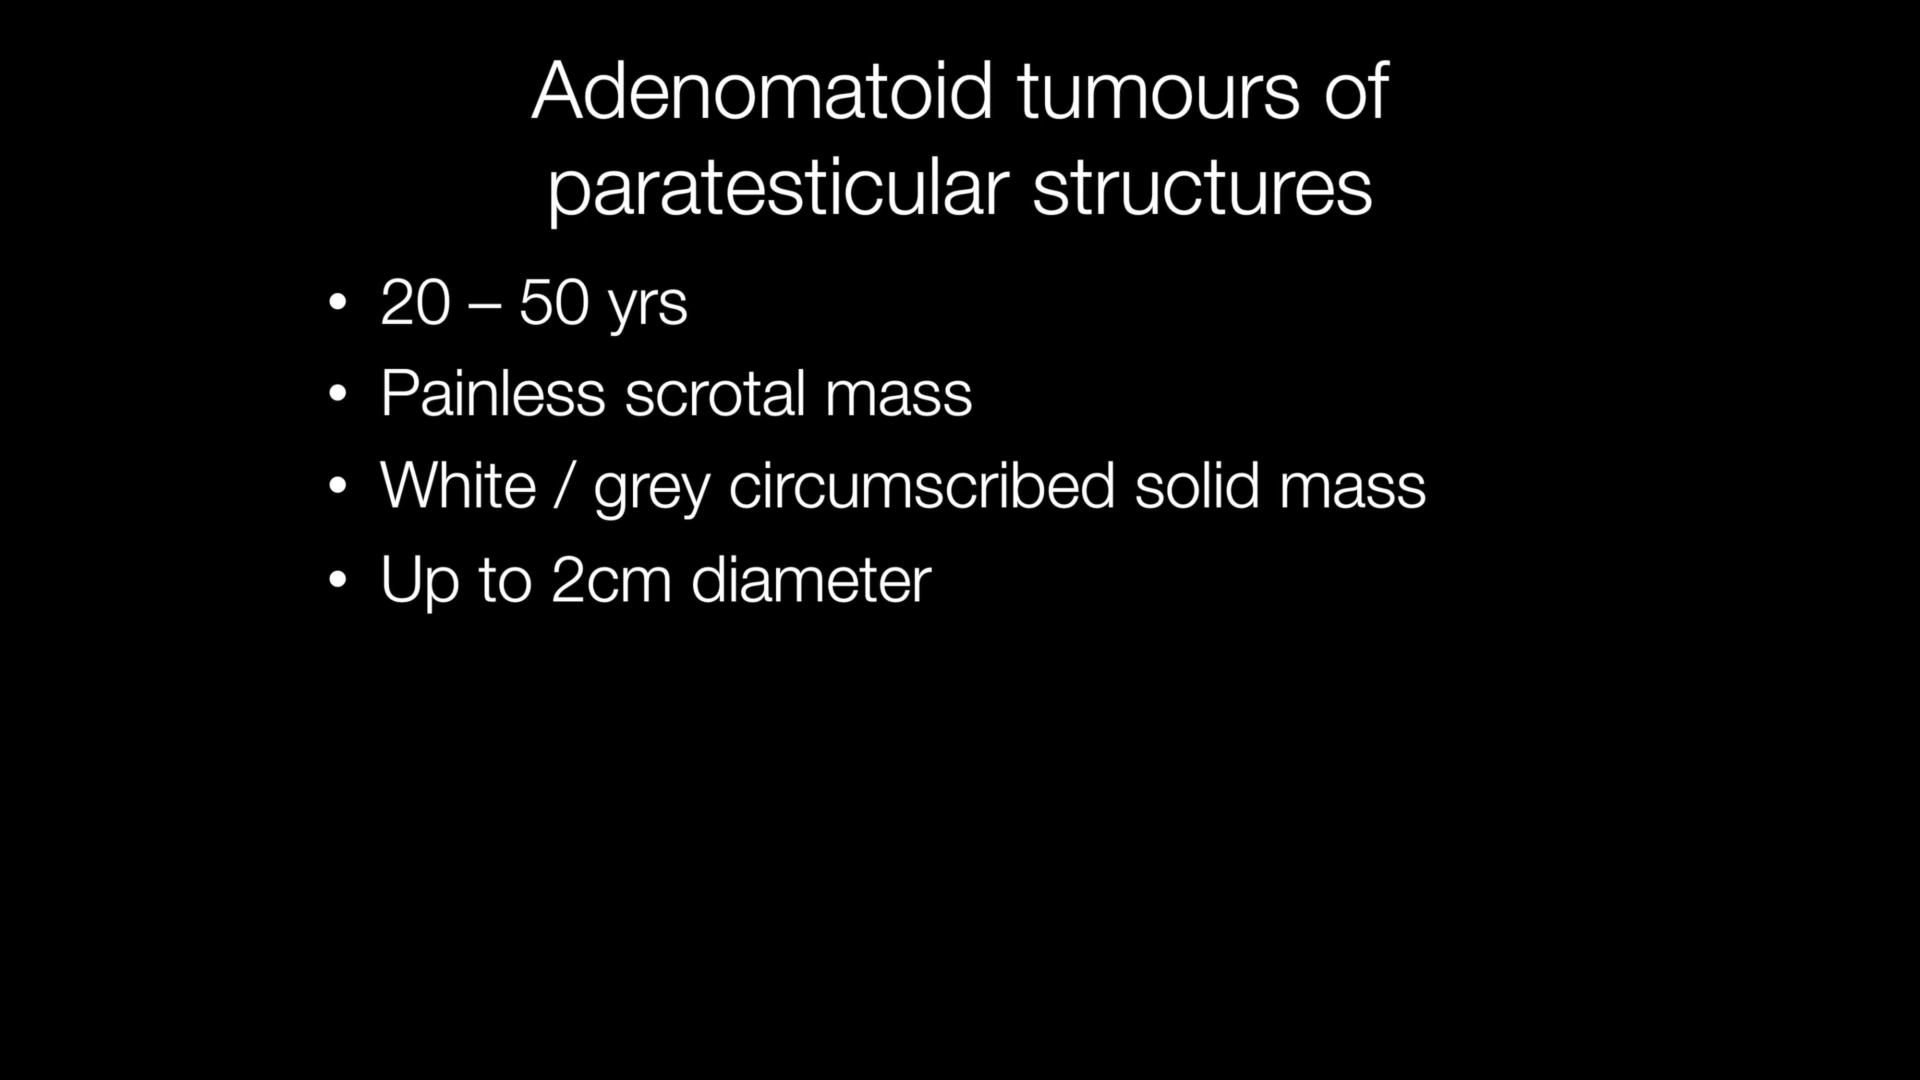 Adenomatoid tumours of
paratesticular structures
• 20 – 50 yrs
• Painless scrotal mass
• White / grey circumscribed solid mass
• Up to 2cm diameter